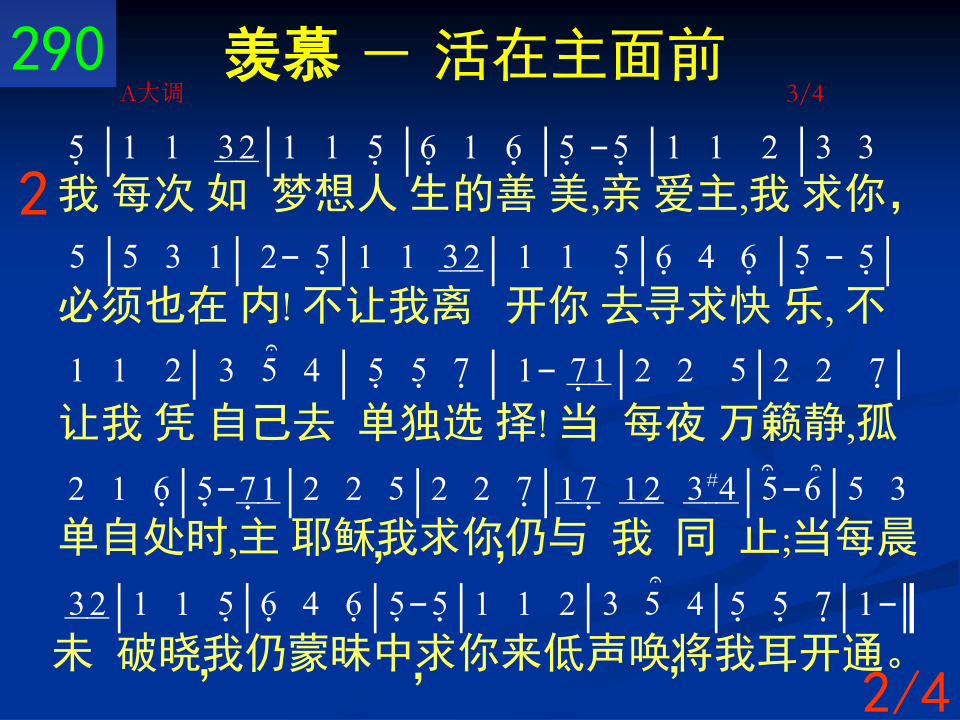 290
羡慕 － 活在主面前
A大调 3/4
5̣ | 1 1 32 | 1 1 5̣ | 6̣ 1 6̣ | 5̣ － 5̣ | 1 1 2 | 3 3
2 我 每次 如 梦想人 生的善 美,亲 爱主,我 求你，
5 | 5 3 1 | 2－ 5̣ | 1 1 32 | 1 1 5̣ | 6̣ 4 6̣ | 5̣ － 5̣ |
必须也在 内! 不让我离 开你 去寻求快 乐, 不
1 1 2 | 3 5 4 | 5̣ 5̣ 7̣ | 1－ 7̣1 | 2 2 5 | 2 2 7̣ |
让我 凭 自己去 单独选 择! 当 每夜 万籁静,孤
2 1 6̣ | 5̣－7̣1 | 2 2 5 | 2 2 7̣ | 17̣ 12 3#4 | 5－6 | 5 3
单自处时,主 耶稣，我求你，仍与 我 同 止;当每晨
32 | 1 1 5̣ | 6̣ 4 6̣ | 5̣－5̣ | 1 1 2 | 3 5 4 | 5̣ 5̣ 7̣ | 1－‖
未 破晓，我仍蒙昧中，求你来低声唤，将我耳开通。
2/4